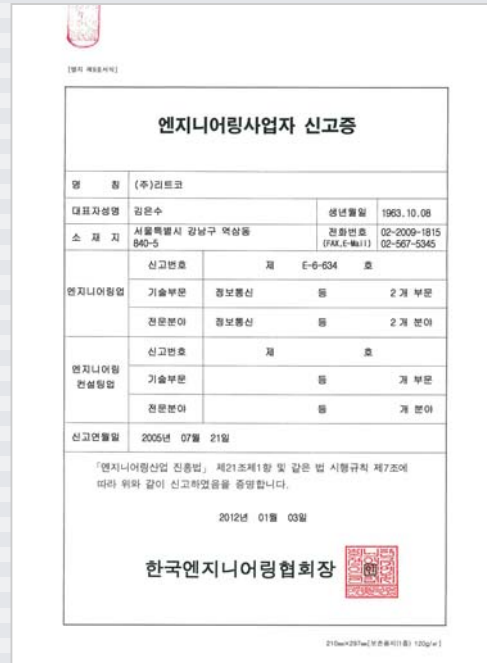 [별지 제9호서식]
엔지니어링사업자 신고증
명 칭 (주)리트코
대표자성명 김은수 생년월일 1963.10.08
소 재 지 서울특별시 강남구 역삼동 840-5 전화번호 (FAX,E-Mail) 02-2009-1815 02-567-5345
엔지니어링업 신고번호 제 E-6-634 호
기술부문 정보통신 등 2 개 부문
전문분야 정보통신 등 2 개 분야
엔지니어링 컨설팅업 신고번호 제 호
기술부문 등 개 부문
전문분야 등 개 분야
신고연월일 2005년 07월 21일
「엔지니어링산업 진흥법」 제21조제1항 및 같은 법 시행규칙 제7조에
따라 위와 같이 신고하였음을 증명합니다.
2012년 01월 03일
한국엔지니어링협회장
210㎜×297㎜[보존용지(1종) 120g/㎡]